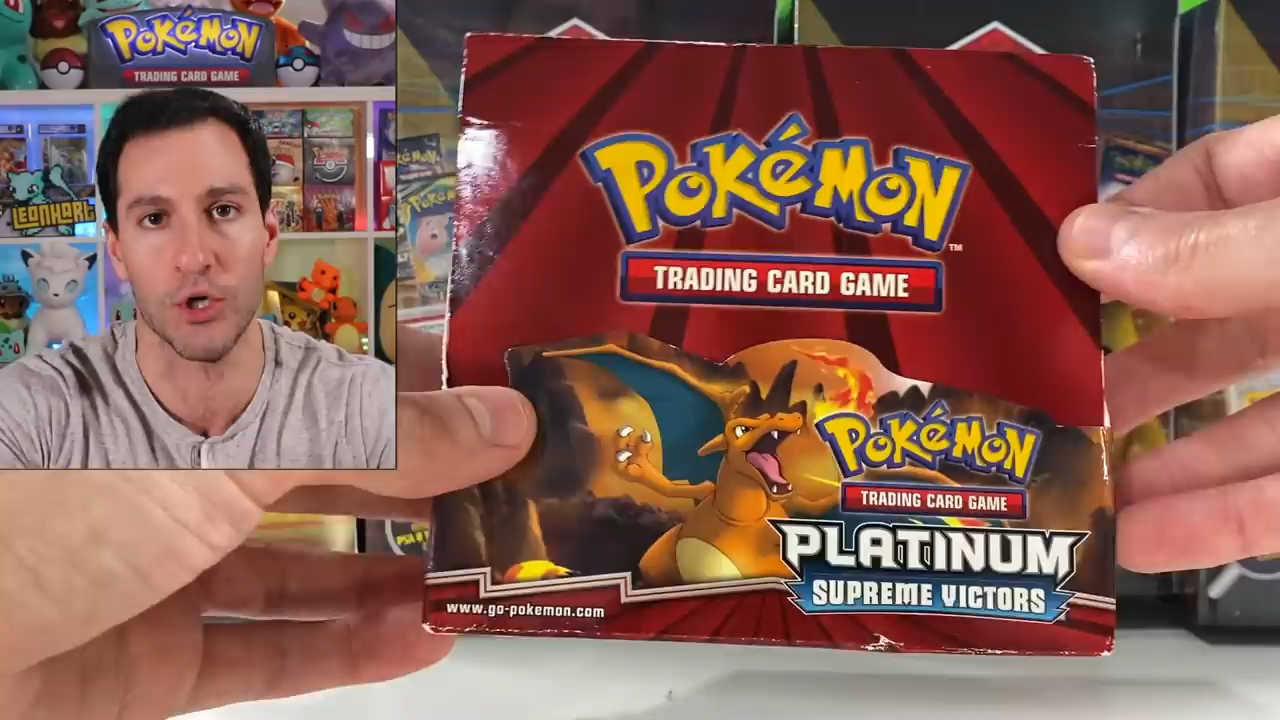 POKéMON
TRADING CARD GAME
LEONHART
POKéMON
TRADING CARD GAME
POKéMON
TRADING CARD GAME
PLATINUM
SUPREME VICTORS
www.go-pokemon.com